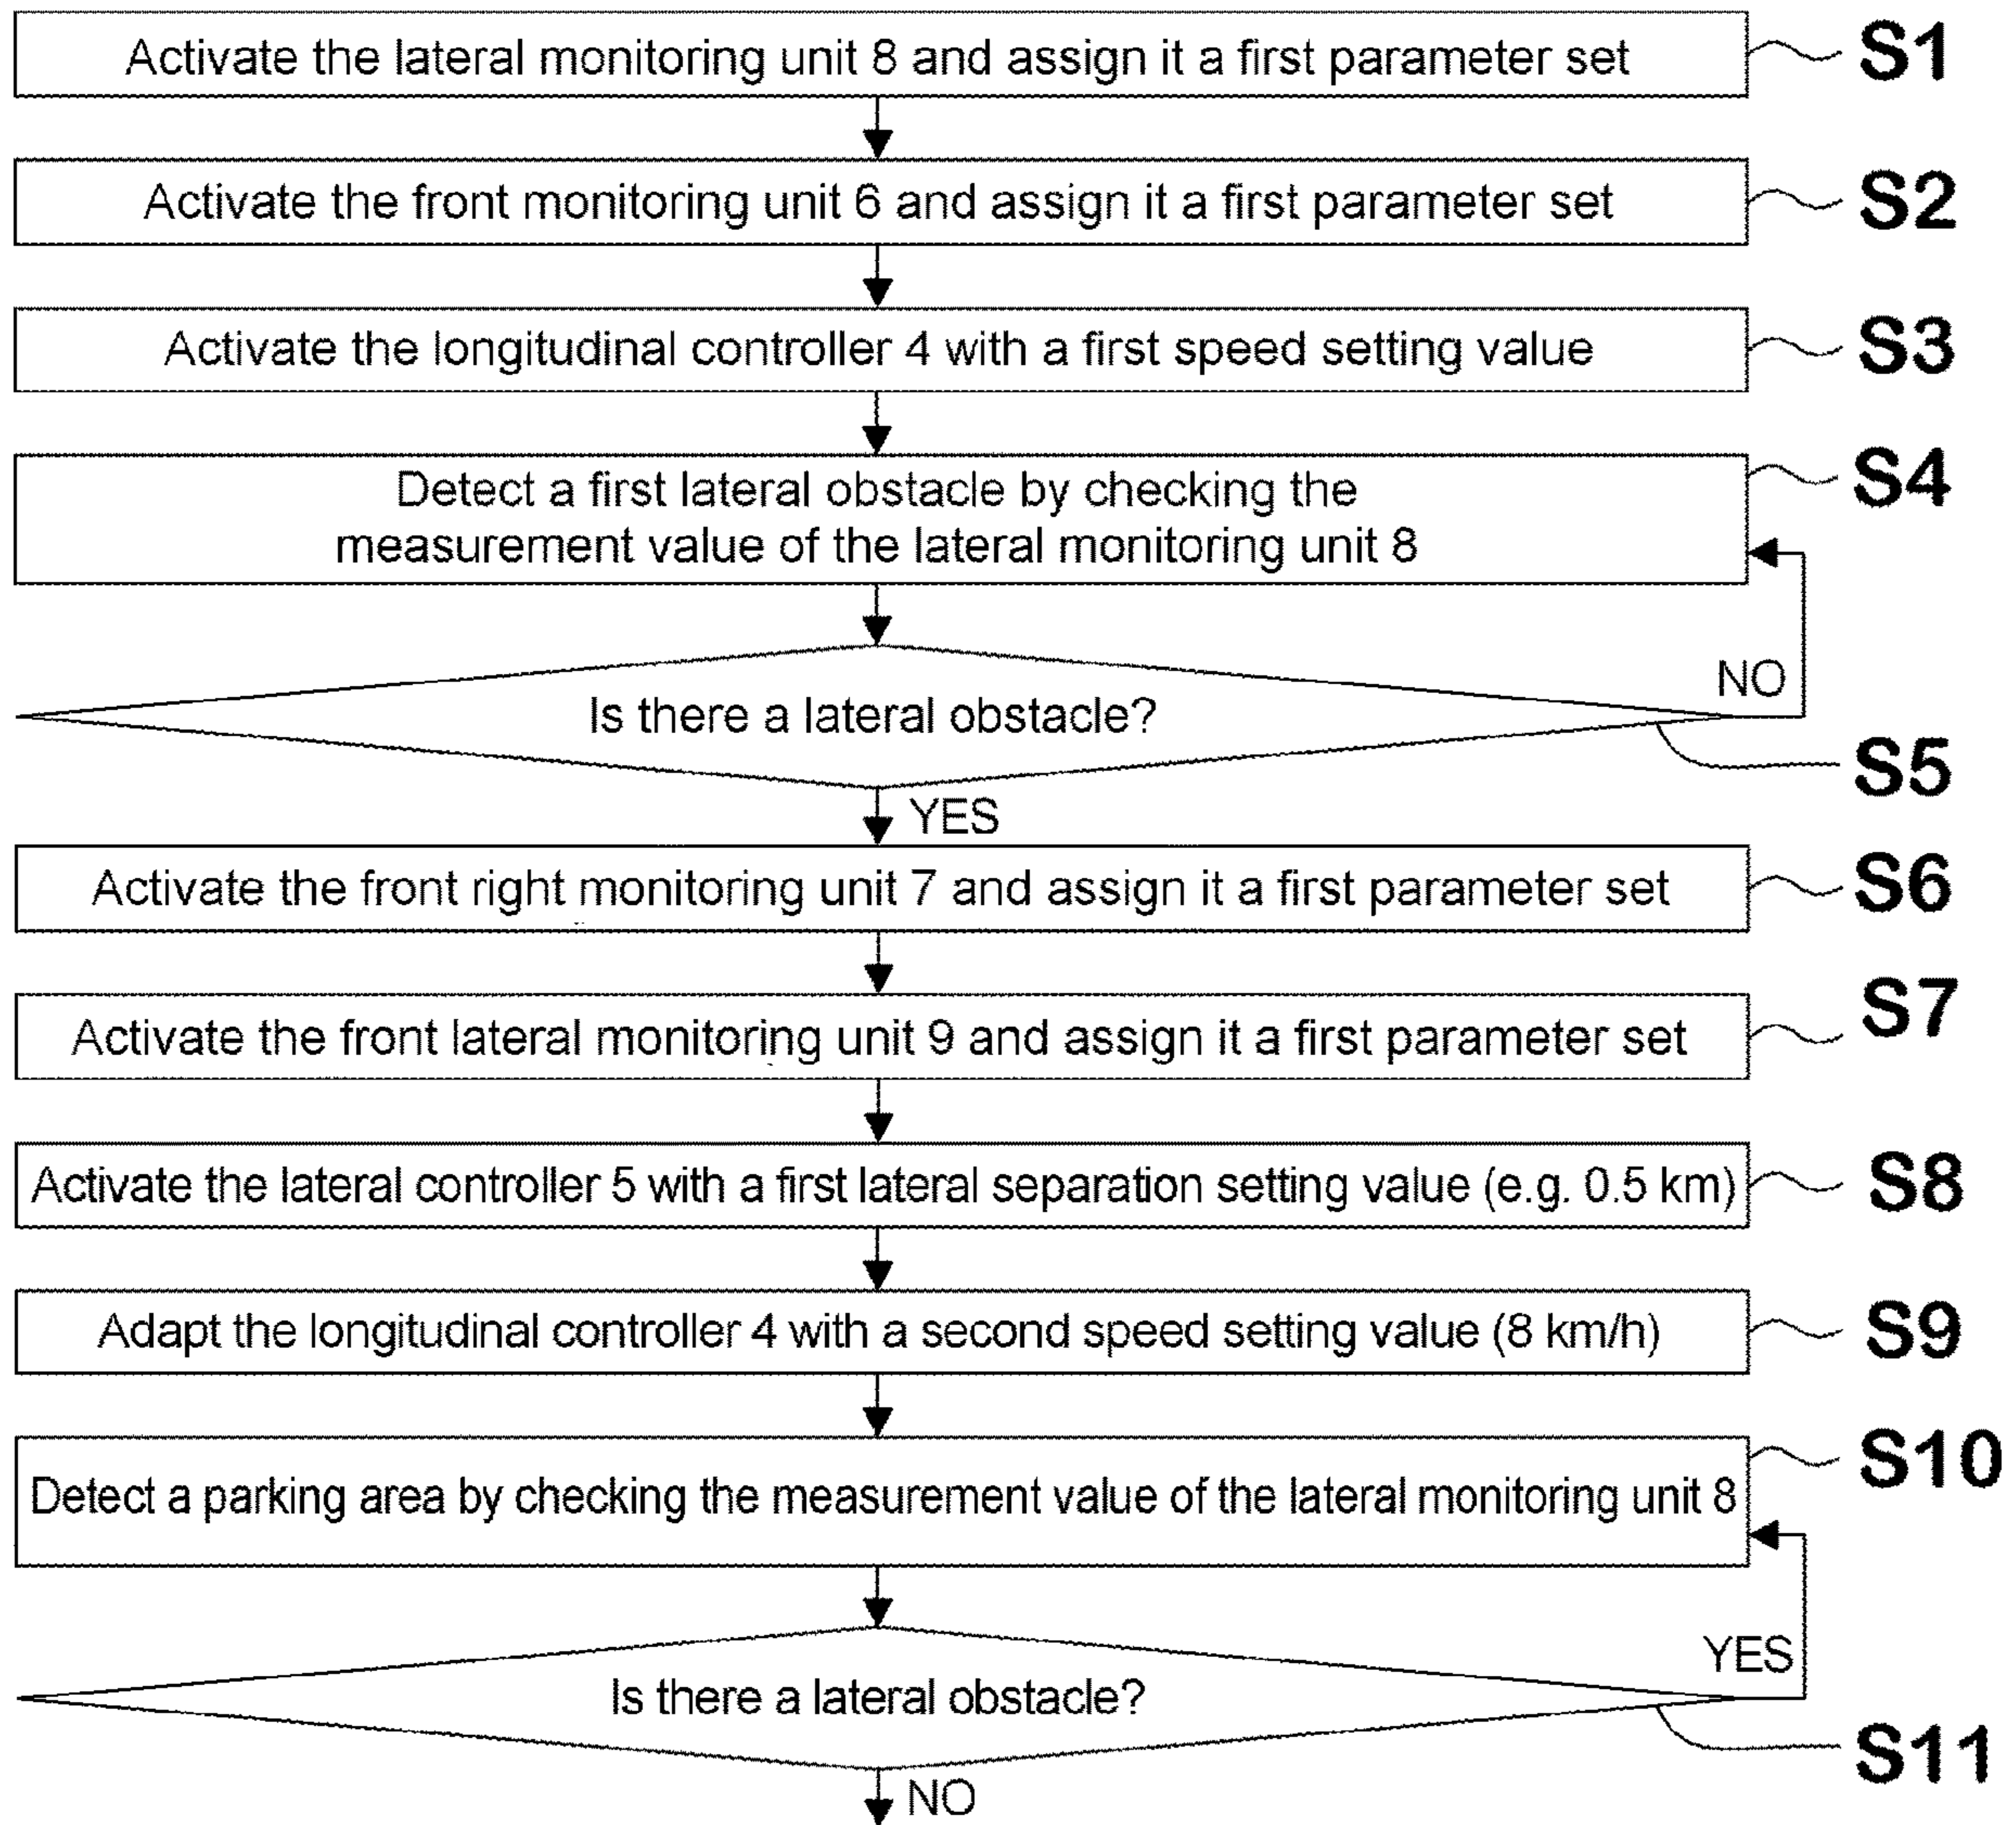 Activate the lateral monitoring unit 8 and assign it a first parameter set
S1
Activate the front monitoring unit 6 and assign it a first parameter set
S2
Activate the longitudinal controller 4 with a first speed setting value
S3
Detect a first lateral obstacle by checking the
measurement value of the lateral monitoring unit 8
S4
Is there a lateral obstacle?
NO
S5
YES
Activate the front right monitoring unit 7 and assign it a first parameter set
S6
Activate the front lateral monitoring unit 9 and assign it a first parameter set
S7
Activate the lateral controller 5 with a first lateral separation setting value (e.g. 0.5 km)
S8
Adapt the longitudinal controller 4 with a second speed setting value (8 km/h)
S9
Detect a parking area by checking the measurement value of the lateral monitoring unit 8
S10
Is there a lateral obstacle?
YES
S11
NO